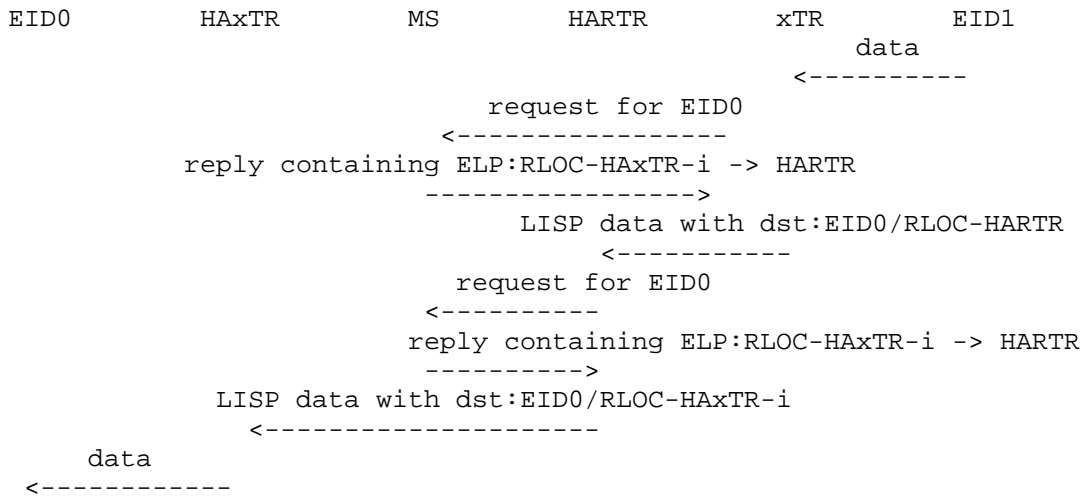 EID0 HAxTR MS HARTR xTR EID1
data
<----------
request for EID0
<-----------------
reply containing ELP:RLOC-HAxTR-i -> HARTR
----------------->
LISP data with dst:EID0/RLOC-HARTR
<-----------
request for EID0
<----------
reply containing ELP:RLOC-HAxTR-i -> HARTR
---------->
LISP data with dst:EID0/RLOC-HAxTR-i
<---------------------
data
<------------